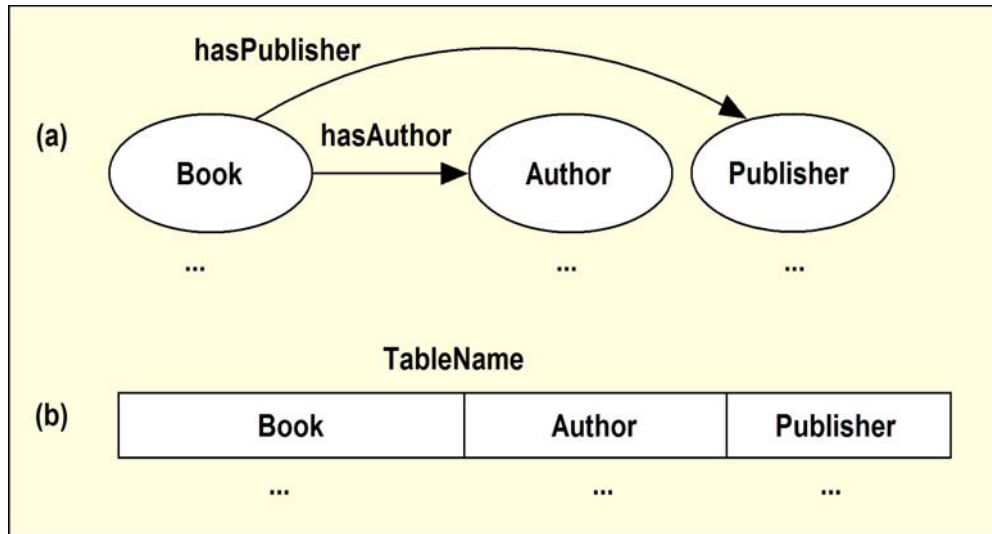 hasPublisher
(a)
hasAuthor
Book
Author
Publisher
...
...
...
TableName
(b)
Book
Author
Publisher
...
...
...